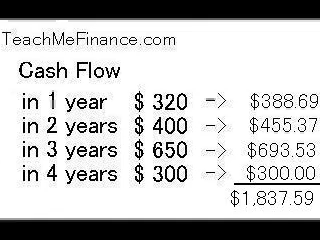 TeachMeFinance.com
Cash Flow
in 1 year $ 320 -> $388.69
in 2 years $ 400 -> $455.37
in 3 years $ 650 -> $693.53
in 4 years $ 300 -> $300.00
$1,837.59